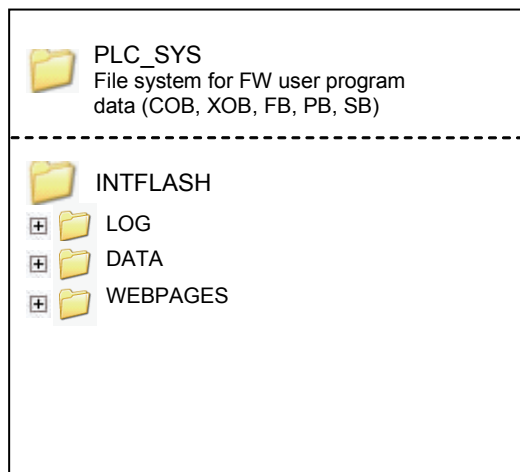 PLC_SYS
File system for FW user program
data (COB, XOB, FB, PB, SB)
INTFLASH
LOG
DATA
WEBPAGES